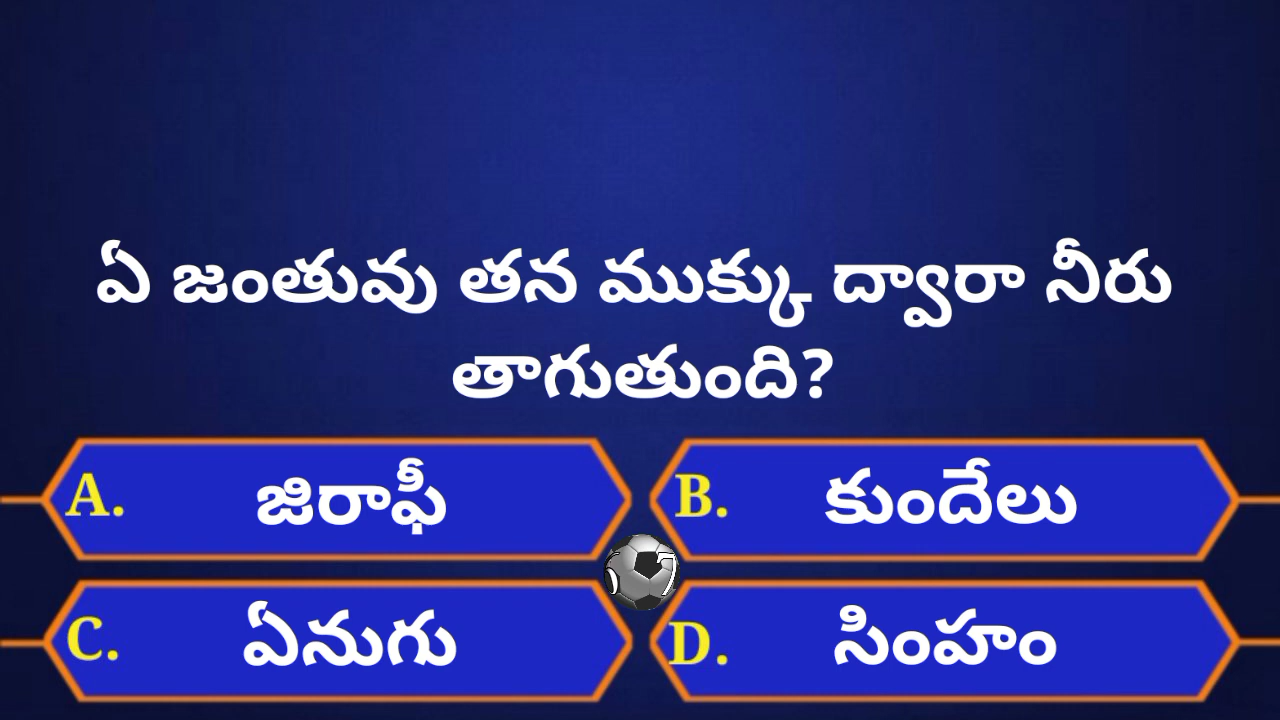 ఏ జంతువు తన ముక్కు ద్వారా నీరు
తాగుతుంది?
A. జిరాఫీ
B. కుందేలు
C. ఏనుగు
D. సింహం